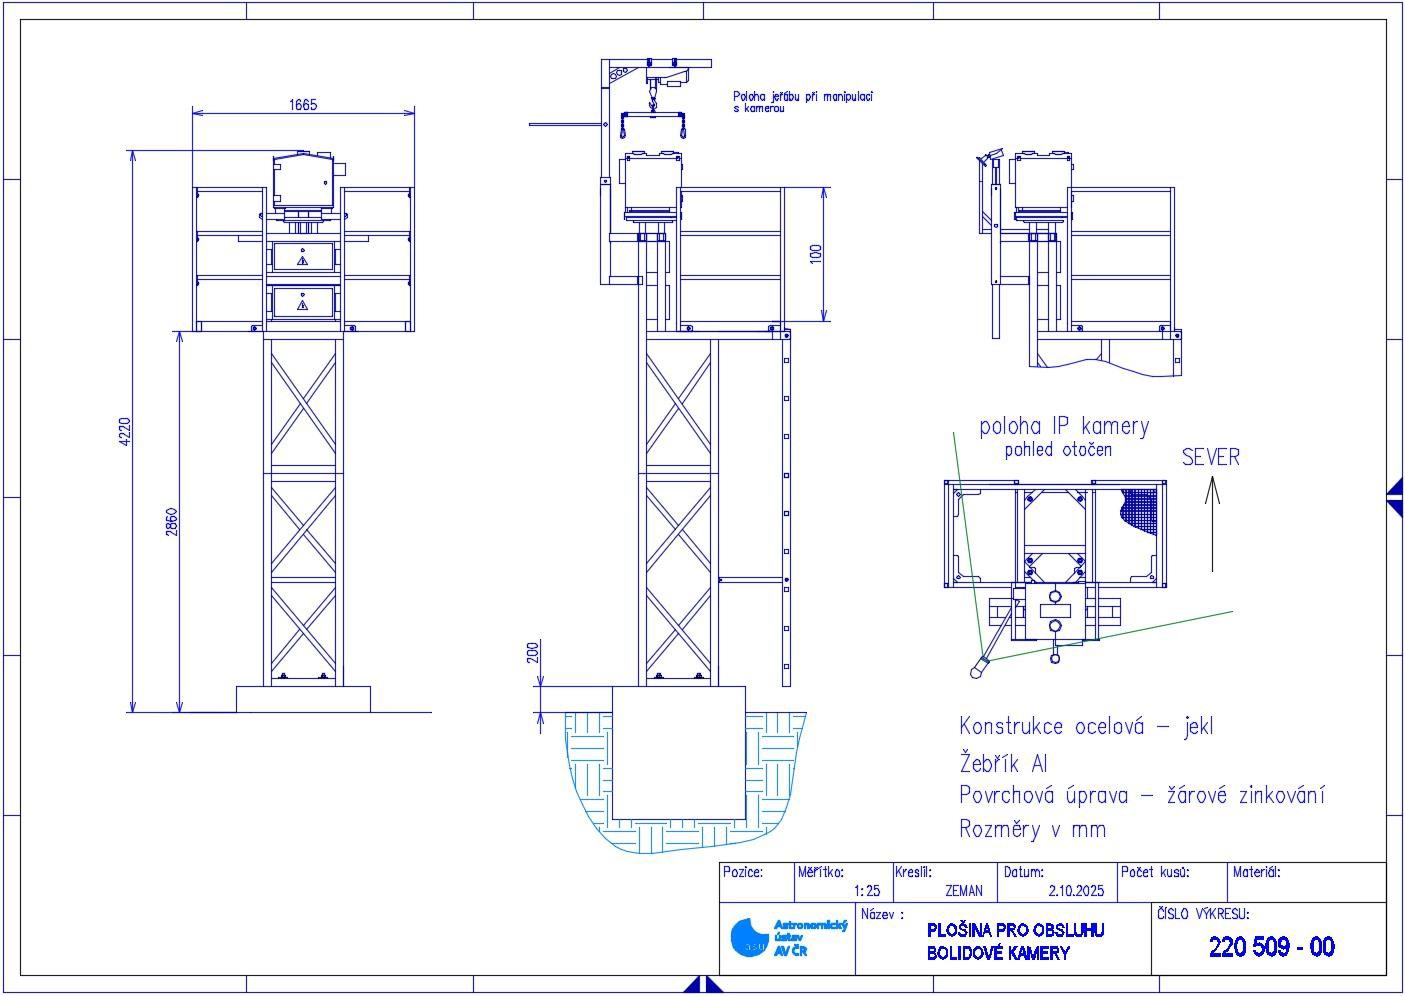 1665
Poloha jeřábu při manipulaci
s kamerou
100
4220
2860
poloha IP kamery
pohled otočen
SEVER
200
Konstrukce ocelová – jekl
Žebřík Al
Povrchová úprava – žárové zinkování
Rozměry v mm
Pozice:
Měřítko:
1:25
Kreslil:
ZEMAN
Datum:
2.10.2025
Počet kusů:
Materiál:
asu
Astronomický
ústav
AV ČR
Název :
PLOŠINA PRO OBSLUHU
BOLIDOVÉ KAMERY
ČÍSLO VÝKRESU:
220 509 - 00